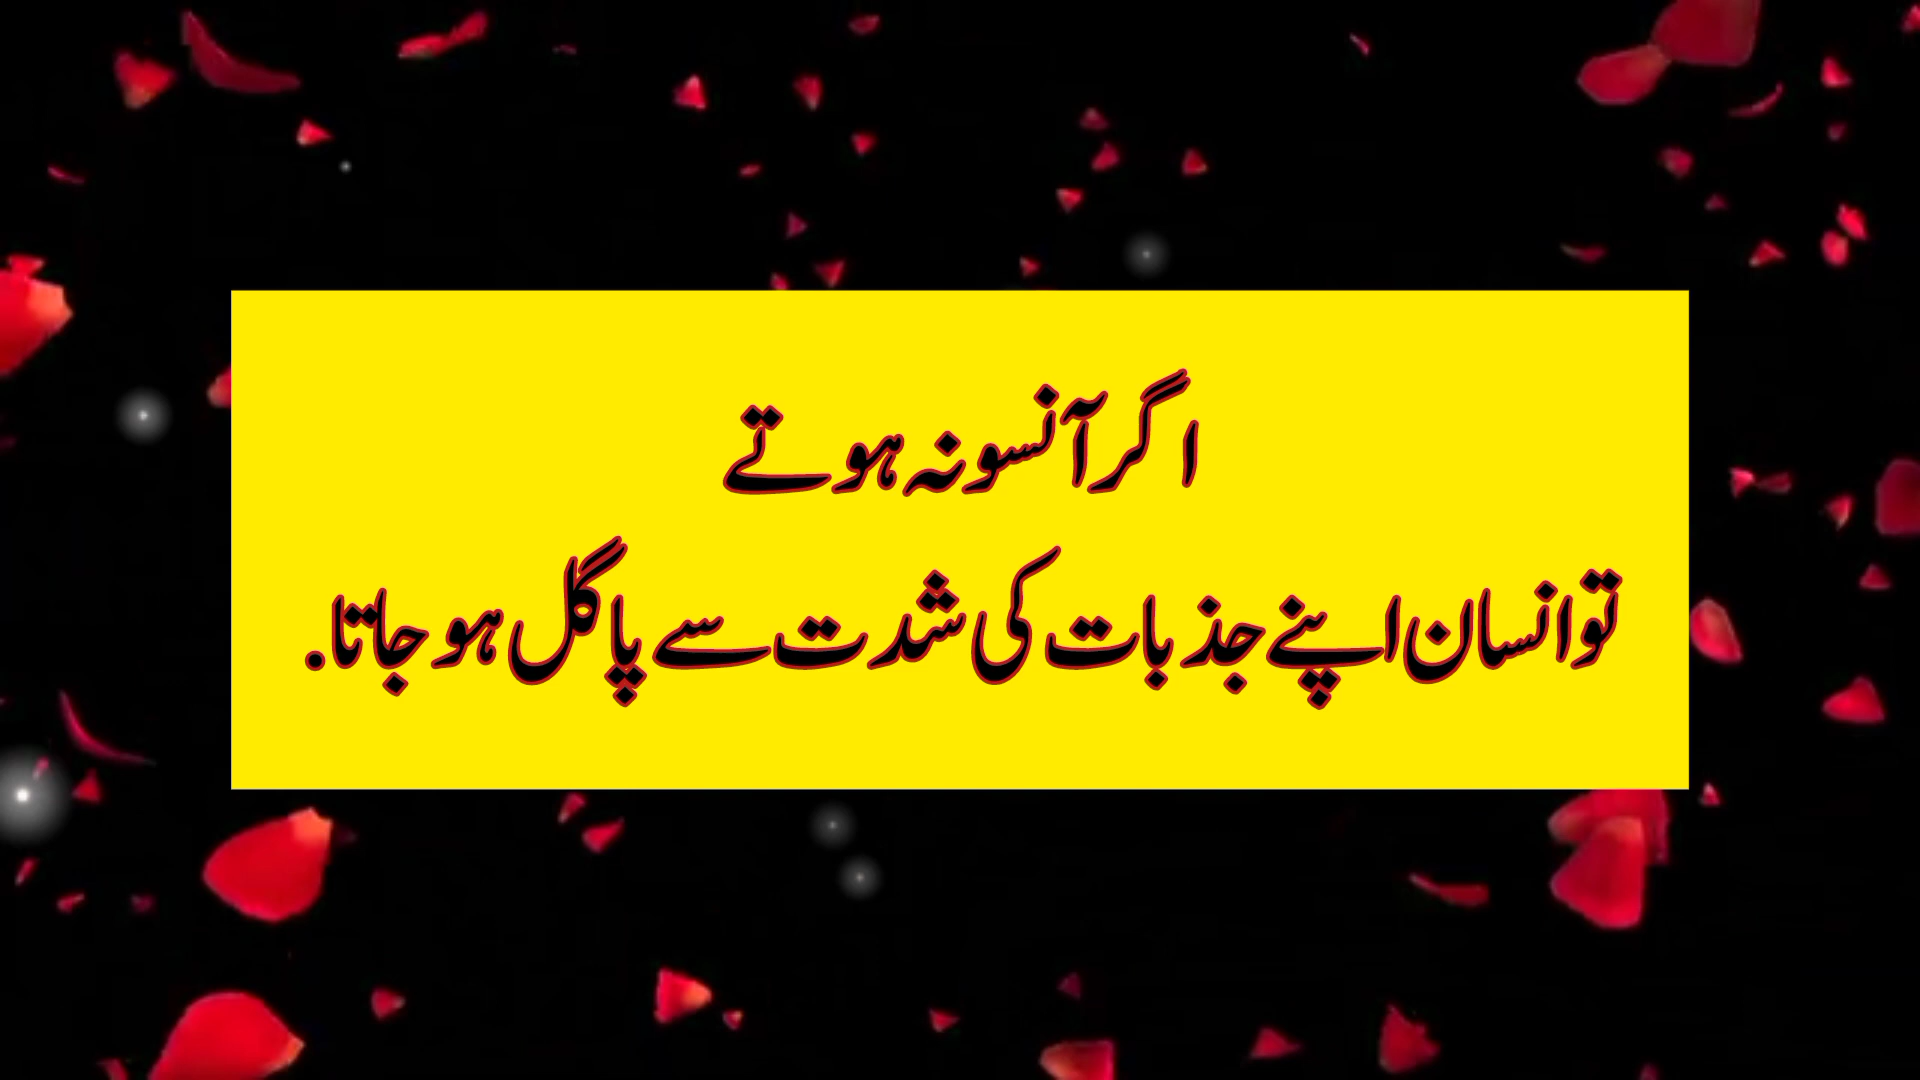 اگر آنسو نہ ہوتے
تو انسان اپنے جذبات کی شدت سے پاگل ہو جاتا.